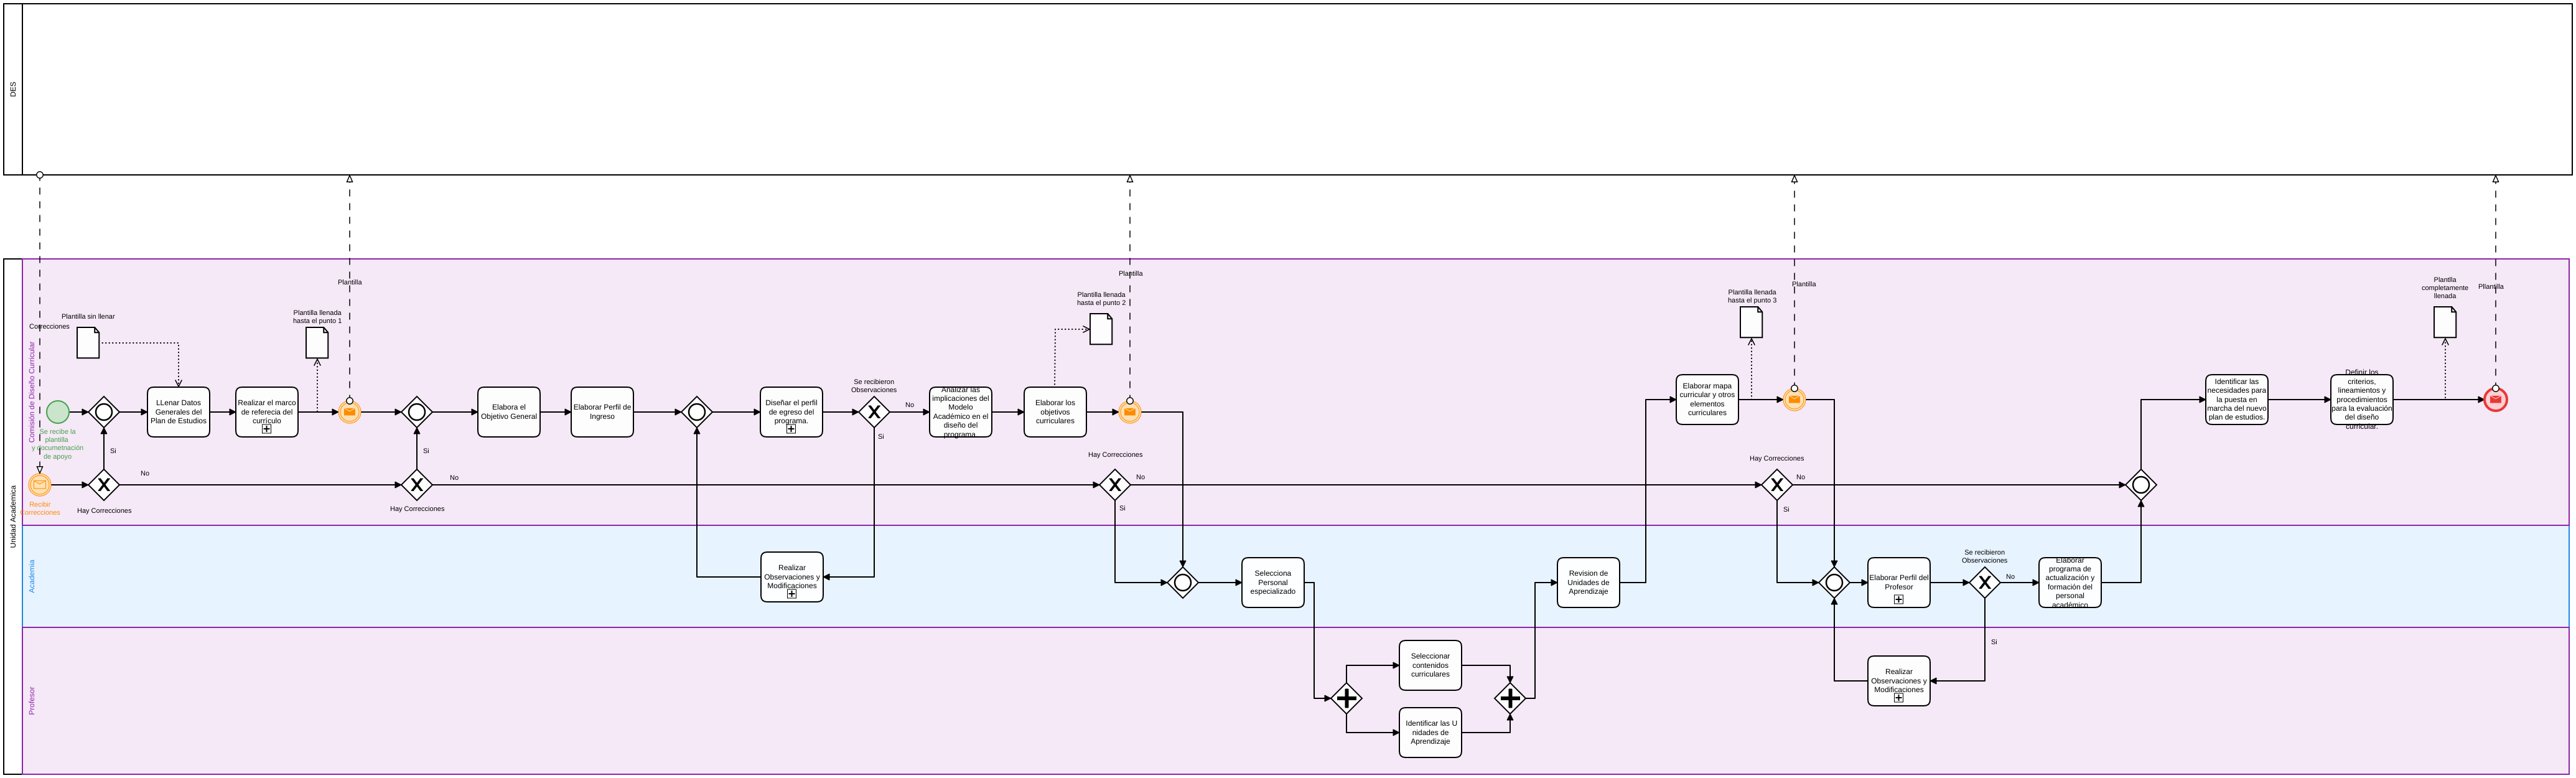 DES
Unidad Academica
Comisión de Diseño Curricular
Academia
Profesor
Correcciones
Plantilla sin llenar
Plantilla llenada
hasta el punto 1
Plantilla
Plantilla
Plantilla llenada
hasta el punto 2
Plantilla llenada
hasta el punto 3
Plantilla
Plantlla
completamente
llenada
Pllantilla
Se recibe la
plantilla
y documetnación
de apoyo
LLenar Datos
Generales del
Plan de Estudios
Realizar el marco
de referecia del
currículo
Elabora el
Objetivo General
Elaborar Perfil de
Ingreso
Diseñar el perfil
de egreso del
programa.
Se recibieron
Observaciones
No
Si
Analizar las
implicaciones del
Modelo
Académico en el
diseño del
programa
Elaborar los
objetivos
curriculares
Elaborar mapa
curricular y otros
elementos
curriculares
Identificar las
necesidades para
la puesta en
marcha del nuevo
plan de estudios.
Definir los
criterios,
lineamientos y
procedimientos
para la evaluación
del diseño
curricular.
Recibir
Correcciones
Si
No
Hay Correcciones
Si
No
Hay Correcciones
Hay Correcciones
No
Si
Hay Correcciones
No
Si
Realizar
Observaciones y
Modificaciones
Selecciona
Personal
especializado
Revision de
Unidades de
Aprendizaje
Elaborar Perfil del
Profesor
Se recibieron
Observaciones
No
Si
Elaborar
programa de
actualización y
formación del
personal
académico
Seleccionar
contenidos
curriculares
Identificar las U
nidades de
Aprendizaje
Realizar
Observaciones y
Modificaciones